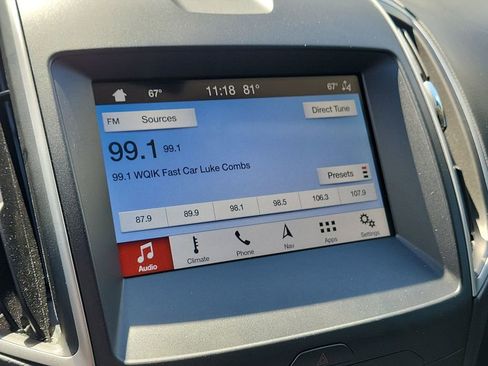 67° 11:18 81° 67°
FM Sources Direct Tune
99.1 99.1
99.1 WQIK Fast Car Luke Combs
Presets
87.9 89.9 98.1 98.5 106.3 107.9
Audio Climate Phone Nav Apps Settings